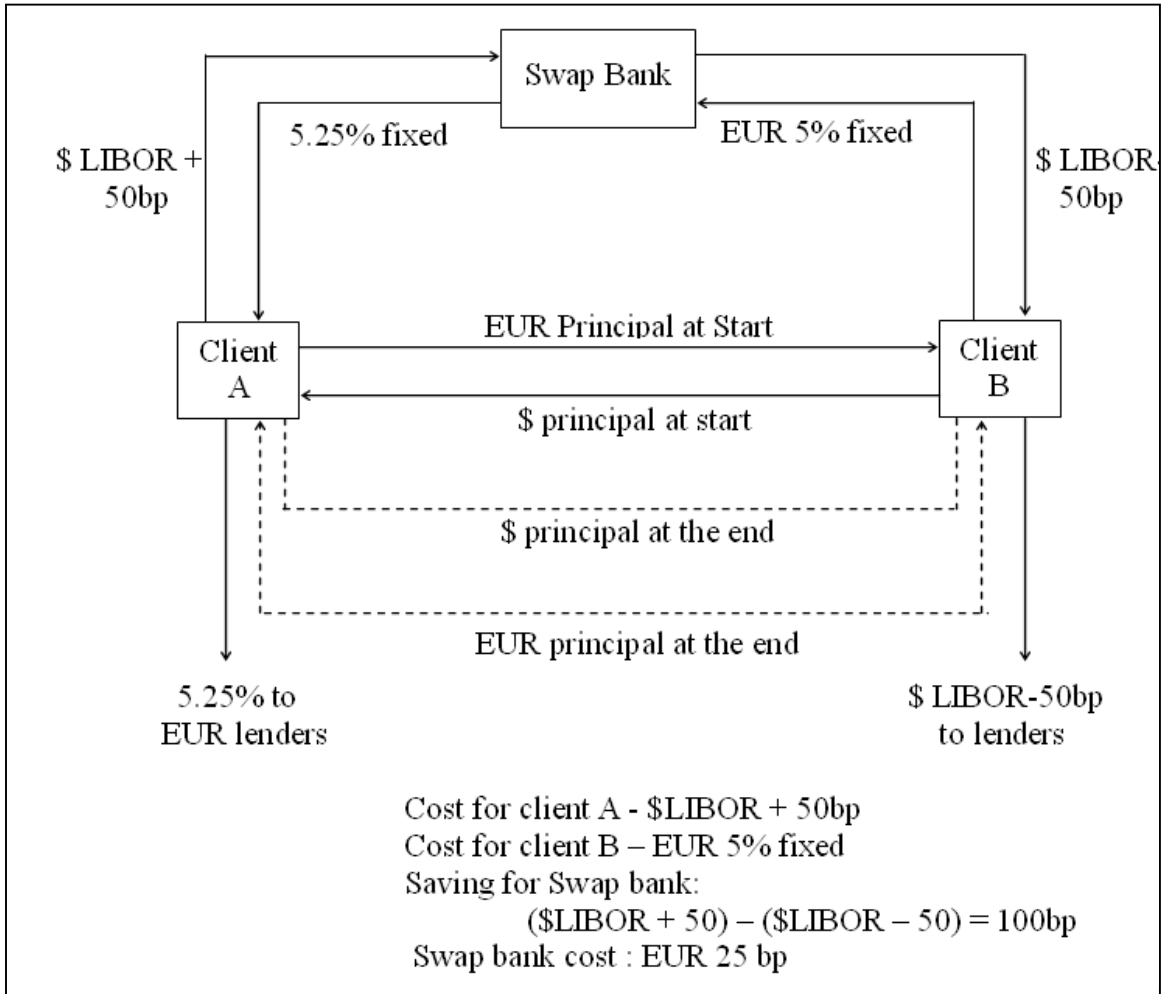 Swap Bank
5.25% fixed
EUR 5% fixed
$ LIBOR +
50bp
$ LIBOR-
50bp
Client
A
EUR Principal at Start
Client
B
$ principal at start
$ principal at the end
EUR principal at the end
5.25% to
EUR lenders
$ LIBOR-50bp
to lenders
Cost for client A - $LIBOR + 50bp
Cost for client B – EUR 5% fixed
Saving for Swap bank:
($LIBOR + 50) – ($LIBOR – 50) = 100bp
Swap bank cost : EUR 25 bp